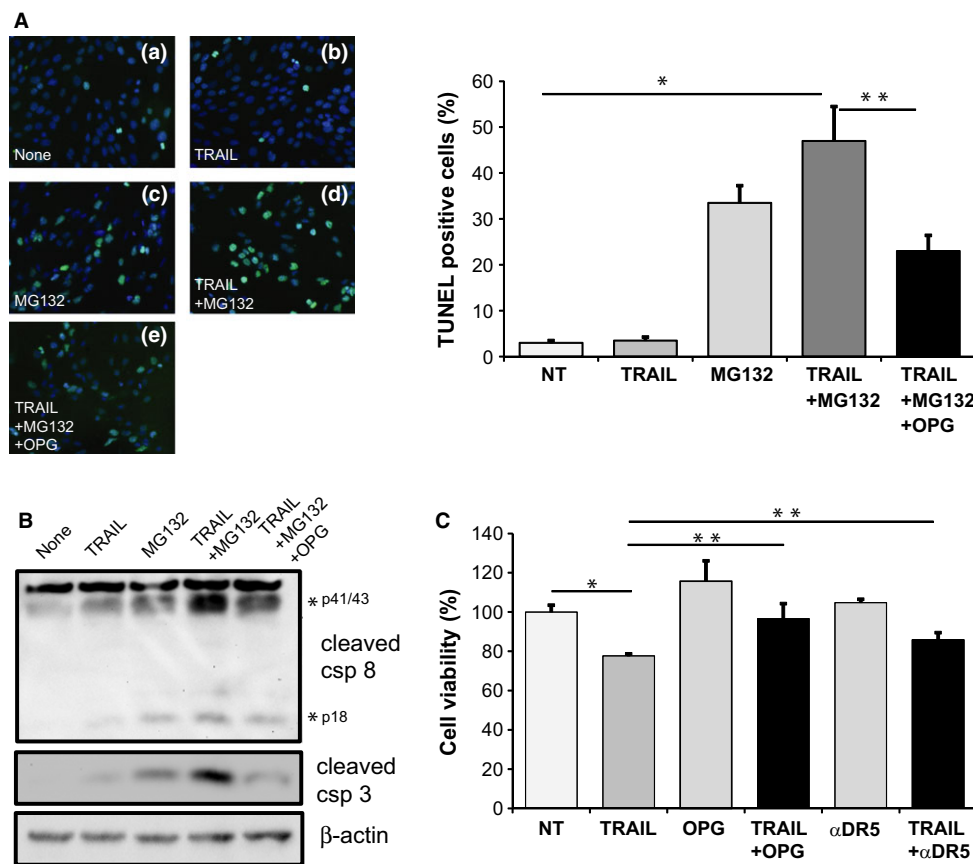 A
(a)
None
(b)
TRAIL
(c)
MG132
(d)
TRAIL
+MG132
(e)
TRAIL
+MG132
+OPG
TUNEL positive cells (%)
60
50
40
30
20
10
0
*
* *
NT
TRAIL
MG132
TRAIL
+MG132
TRAIL
+MG132
+OPG
B
None
TRAIL
MG132
TRAIL
+MG132
TRAIL
+MG132
+OPG
* p41/43
cleaved
csp 8
* p18
cleaved
csp 3
β-actin
C
Cell viability (%)
140
120
100
80
60
40
20
0
*
* *
* *
NT
TRAIL
OPG
TRAIL
+OPG
αDR5
TRAIL
+αDR5